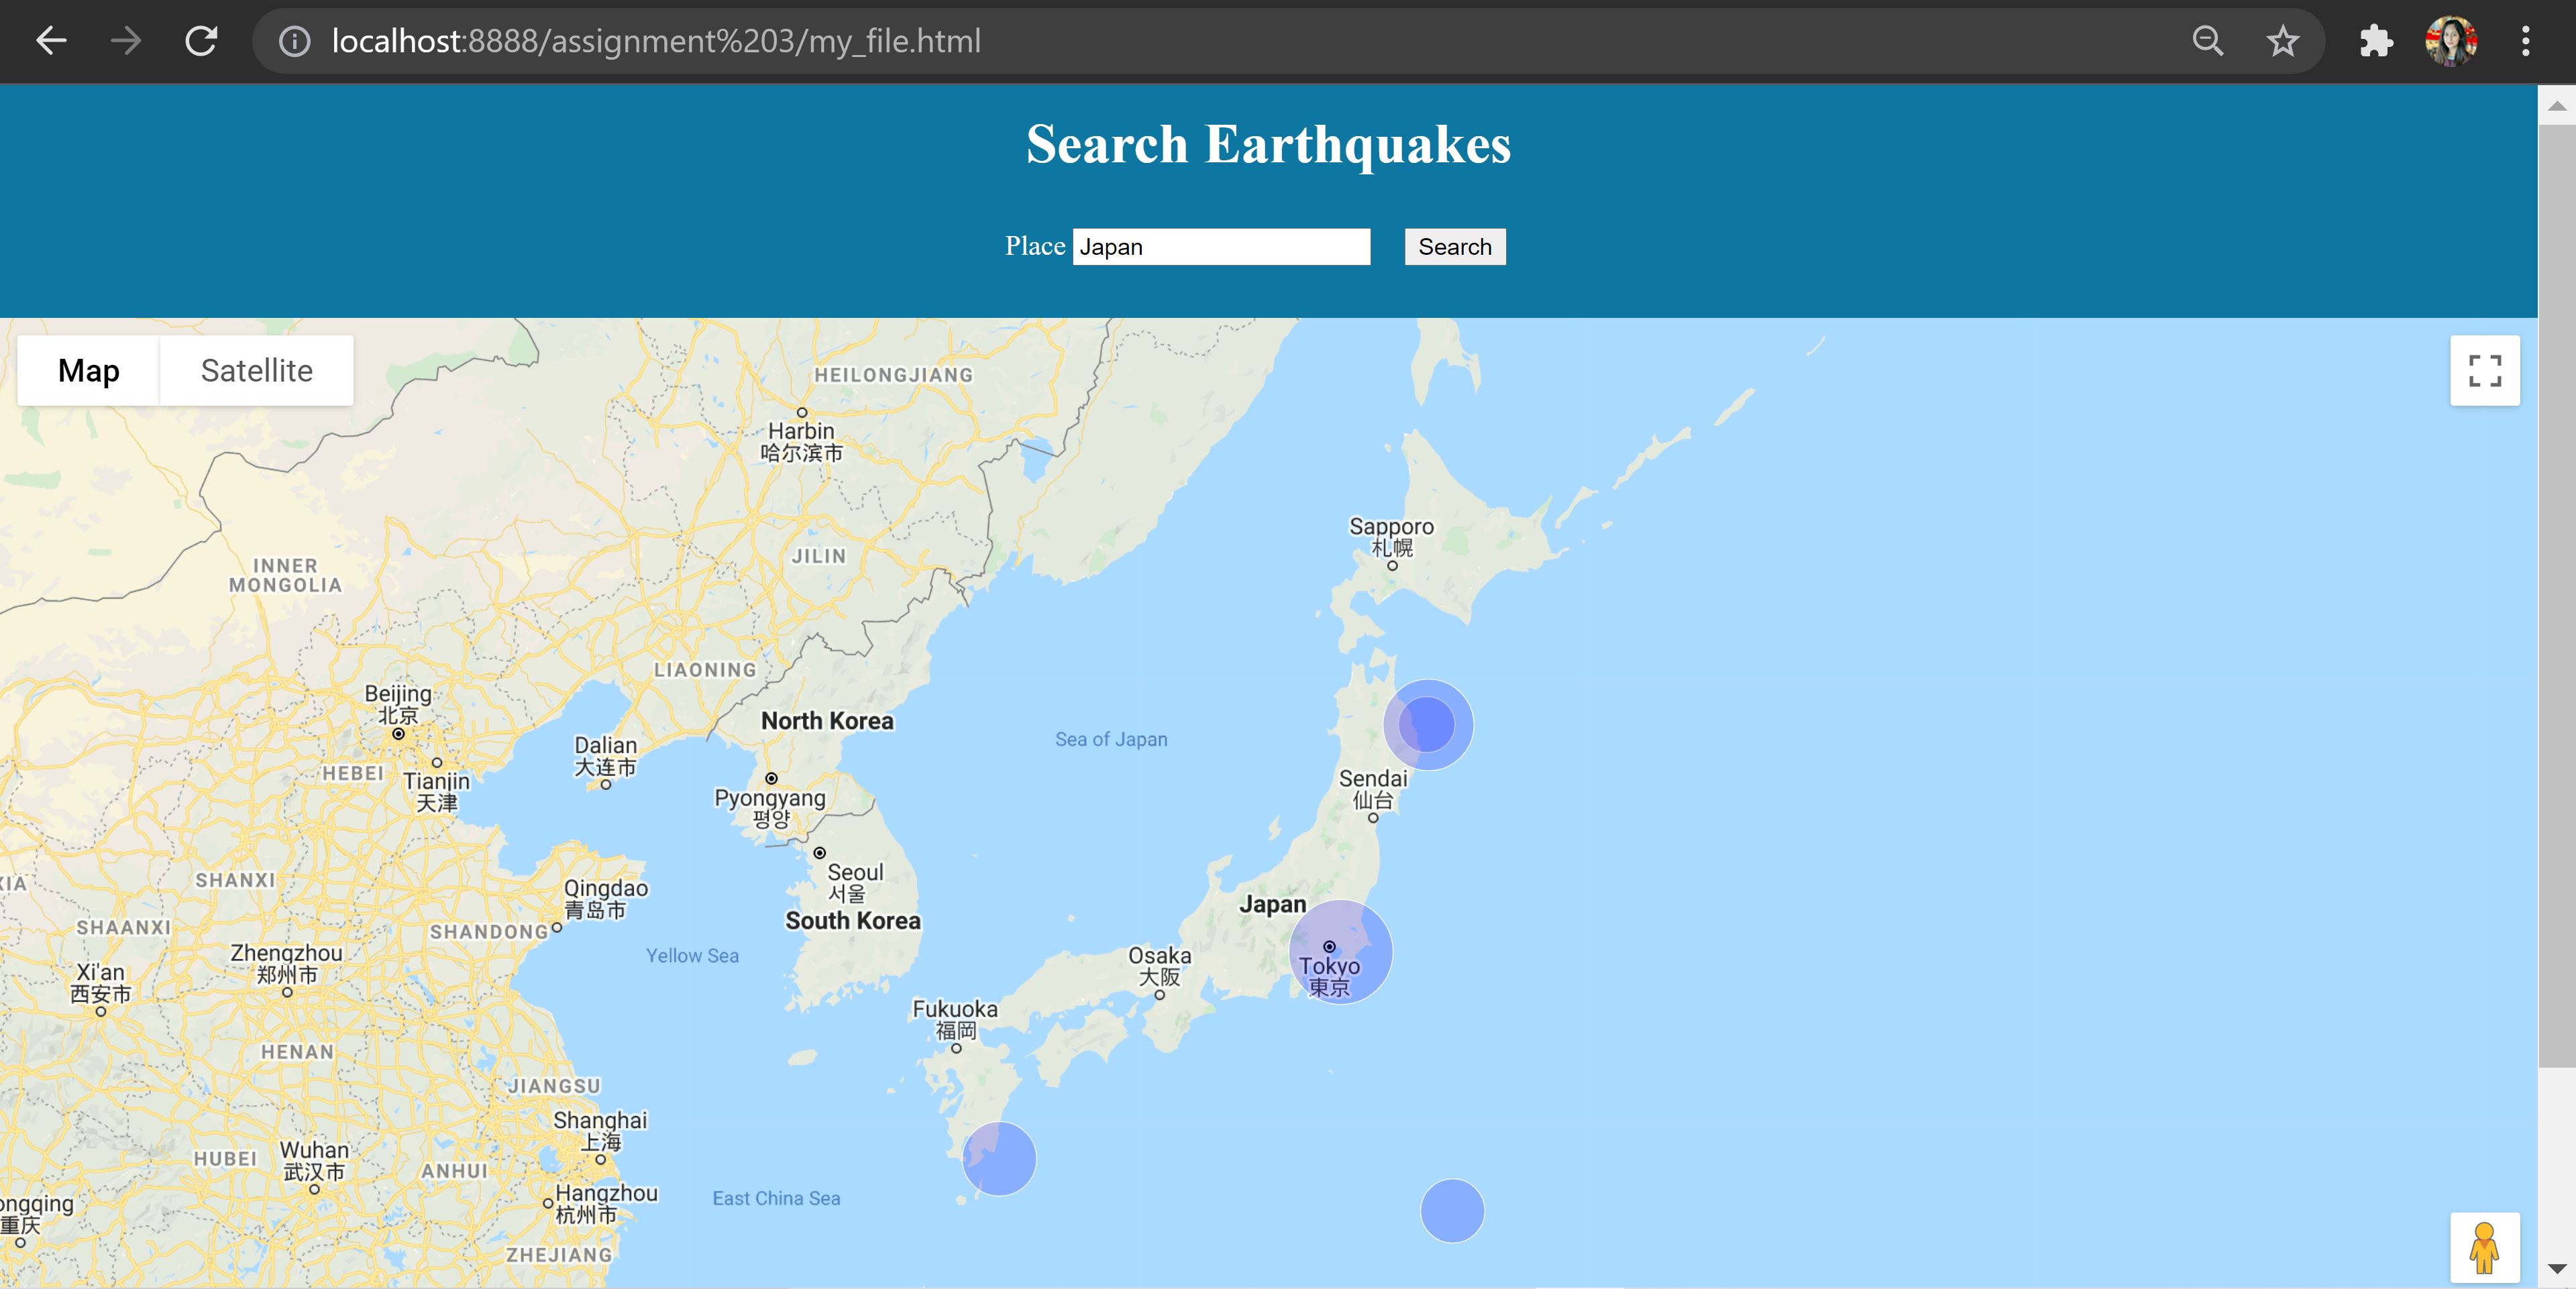 localhost:8888/assignment%203/my_file.html
Search Earthquakes
Place Japan Search
Map Satellite
HEILONGJIANG
Harbin
哈尔滨市
Sapporo
札幌
JILIN
INNER
MONGOLIA
LIAONING
Beijing
北京
North Korea
Sea of Japan
Dalian
大连市
HEBEI
Tianjin
天津
Sendai
仙台
Pyongyang
평양
Seoul
서울
SHANXI
Qingdao
青岛市
Japan
South Korea
SHAANXI
SHANDONG
Zhengzhou
郑州市
Yellow Sea
Osaka
大阪
Tokyo
東京
Xi'an
西安市
Fukuoka
福岡
HENAN
JIANGSU
Shanghai
上海
Wuhan
武汉市
HUBEI
ANHUI
Hangzhou
杭州市
East China Sea
ongqing
重庆
ZHEJIANG